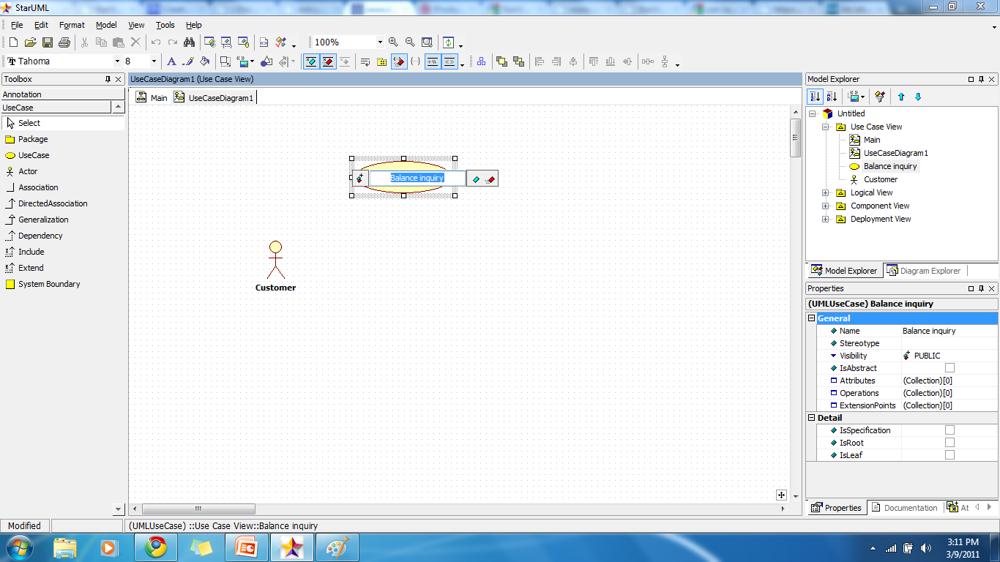 StarUML
File Edit Format Model View Tools Help
100%
Tahoma 8
Toolbox
Annotation
UseCase
Select
Package
UseCase
Actor
Association
DirectedAssociation
Generalization
Dependency
Include
Extend
System Boundary
UseCaseDiagram1 (Use Case View)
Main UseCaseDiagram1
Balance inquiry
Customer
Model Explorer
Untitled
Use Case View
Main
UseCaseDiagram1
Balance inquiry
Customer
Logical View
Component View
Deployment View
Model Explorer Diagram Explorer
Properties
(UMLUseCase) Balance inquiry
General
Name Balance inquiry
Stereotype
Visibility PUBLIC
IsAbstract
Attributes (Collection)[0]
Operations (Collection)[0]
ExtensionPoints (Collection)[0]
Detail
IsSpecification
IsRoot
IsLeaf
Properties Documentation At
Modified (UMLUseCase) ::Use Case View::Balance inquiry
3:11 PM
3/9/2011